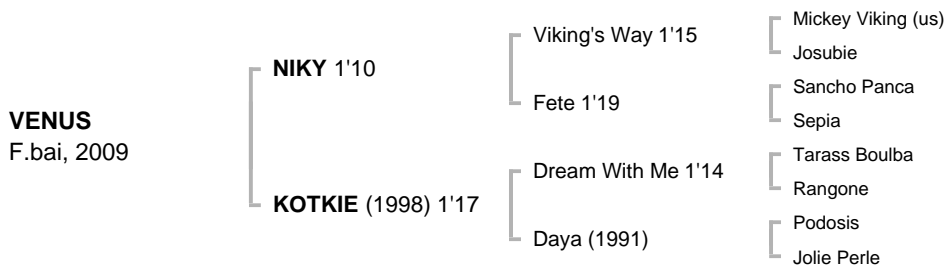 VENUS
F.bai, 2009
NIKY 1'10
KOTKIE (1998) 1'17
Viking's Way 1'15
Fete 1'19
Dream With Me 1'14
Daya (1991)
Mickey Viking (us)
Josubie
Sancho Panca
Sepia
Tarass Boulba
Rangone
Podosis
Jolie Perle